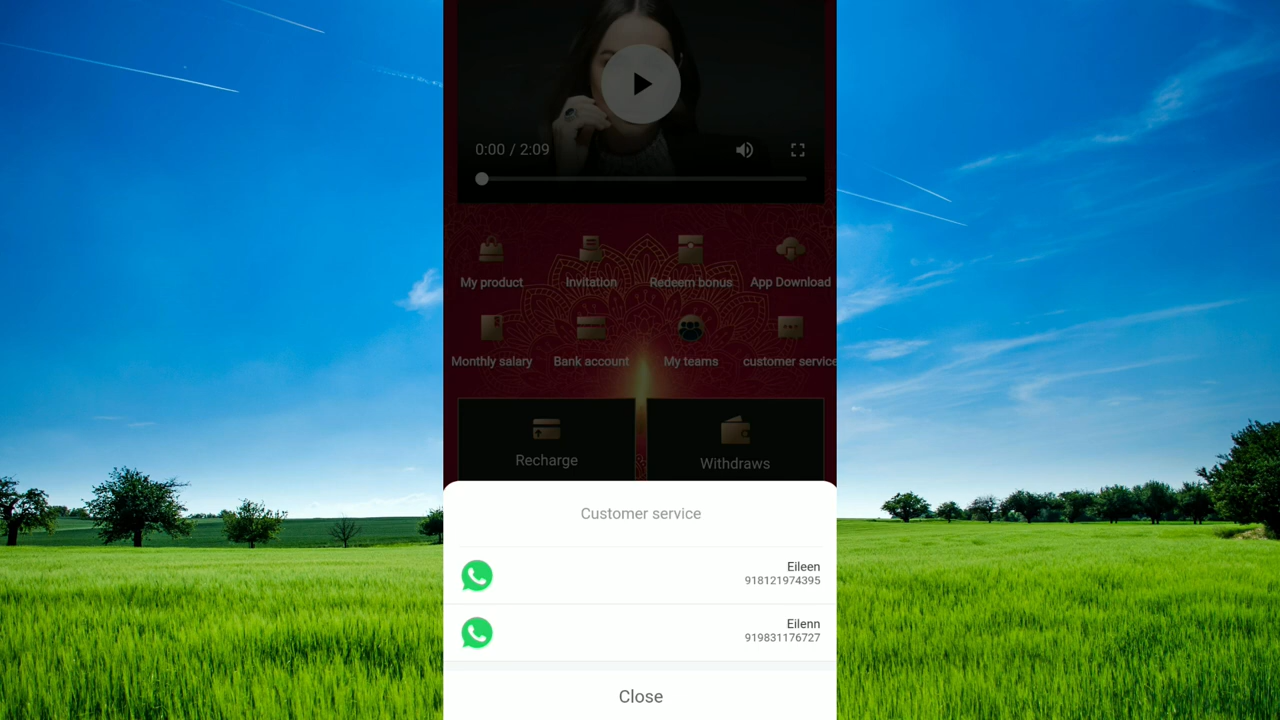 0:00 / 2:09
My product Invitation Redeem bonus App Download
Monthly salary Bank account My teams customer service
Recharge Withdraws
Customer service
Eileen
918121974395
Eilenn
919831176727
Close